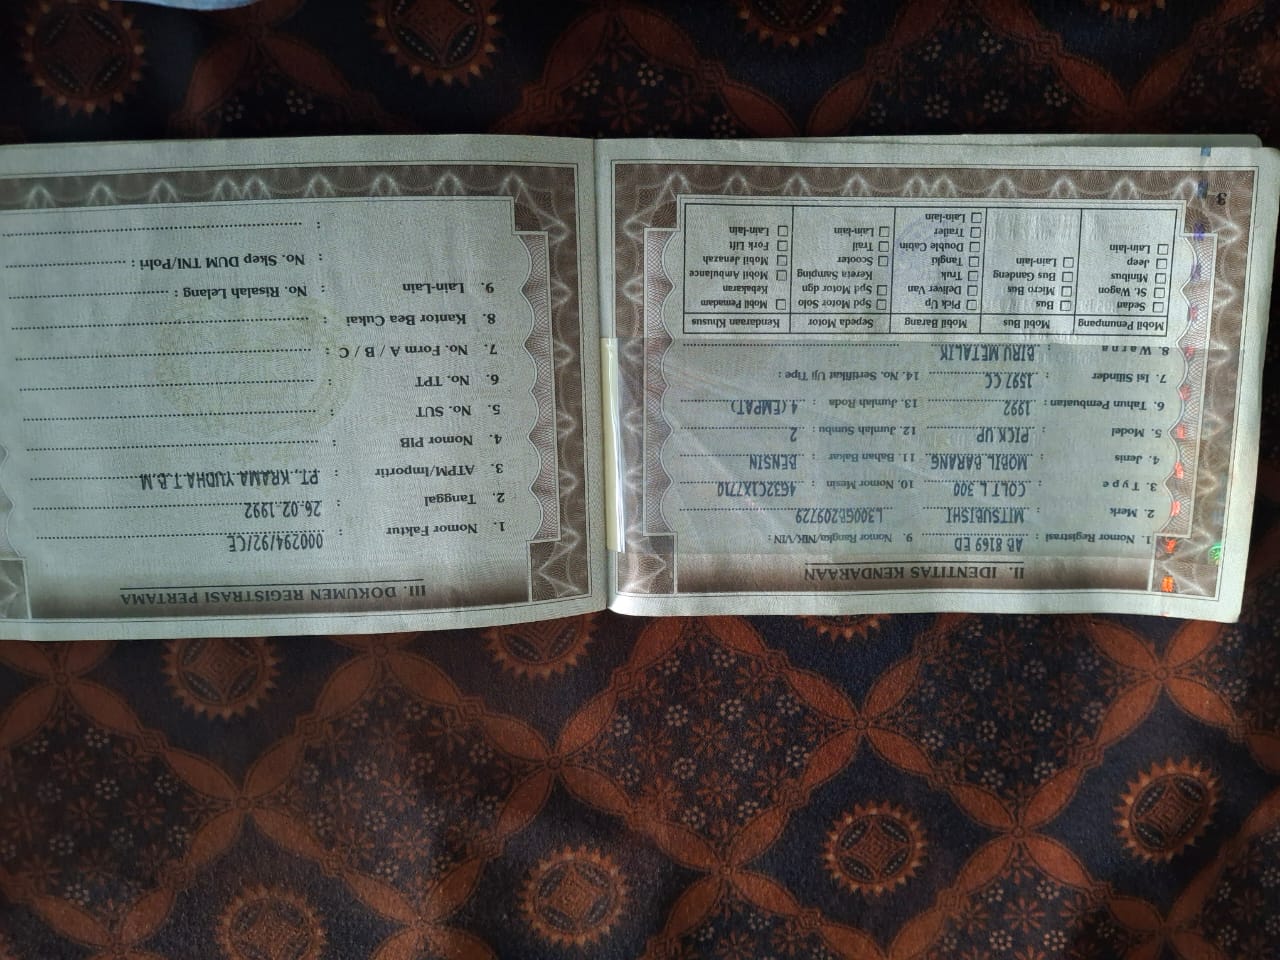 II. IDENTITAS KENDARAAN
1. Nomor Registrasi : AB 8169 ED
2. Merk : MITSUBISHI
3. Type : COLT L 300
4. Jenis : MOBIL BARANG
5. Model : PICK UP
6. Tahun Pembuatan : 1992
7. Isi Silinder : 1597 CC
8. Warna : BIRU METALIK
9. Nomor Rangka/NIK/VIN : L300GB209729
10. Nomor Mesin : 4G32C1X7710
11. Bahan Bakar : BENSIN
12. Jumlah Sumbu : 2
13. Jumlah Roda : 4 (EMPAT)
14. No. Sertifikat Uji Tipe :
Mobil Penumpang
Sedan
St. Wagon
Minibus
Jeep
Lain-lain
Mobil Bus
Bus
Micro Bus
Bus Gandeng
Lain-lain
Mobil Barang
Pick Up
Deliver Van
Truk
Tangki
Double Cabin
Trailer
Lain-lain
Sepeda Motor
Spd Motor Solo
Spd Motor dgn
Kereta Samping
Scooter
Trail
Lain-lain
Kendaraan Khusus
Mobil Pemadam
Kebakaran
Mobil Ambulance
Mobil Jenazah
Fork Lift
Lain-lain
3
III. DOKUMEN REGISTRASI PERTAMA
1. Nomor Faktur : 000294/92/CE
2. Tanggal : 26.02.1992
3. ATPM/Importir : PT. KRAMA YUDHA T.B.M
4. Nomor PIB :
5. No. SUT :
6. No. TPT :
7. No. Form A / B / C :
8. Kantor Bea Cukai :
9. Lain-Lain : No. Risalah Lelang :
: No. Skep DUM TNI/Polri :
: